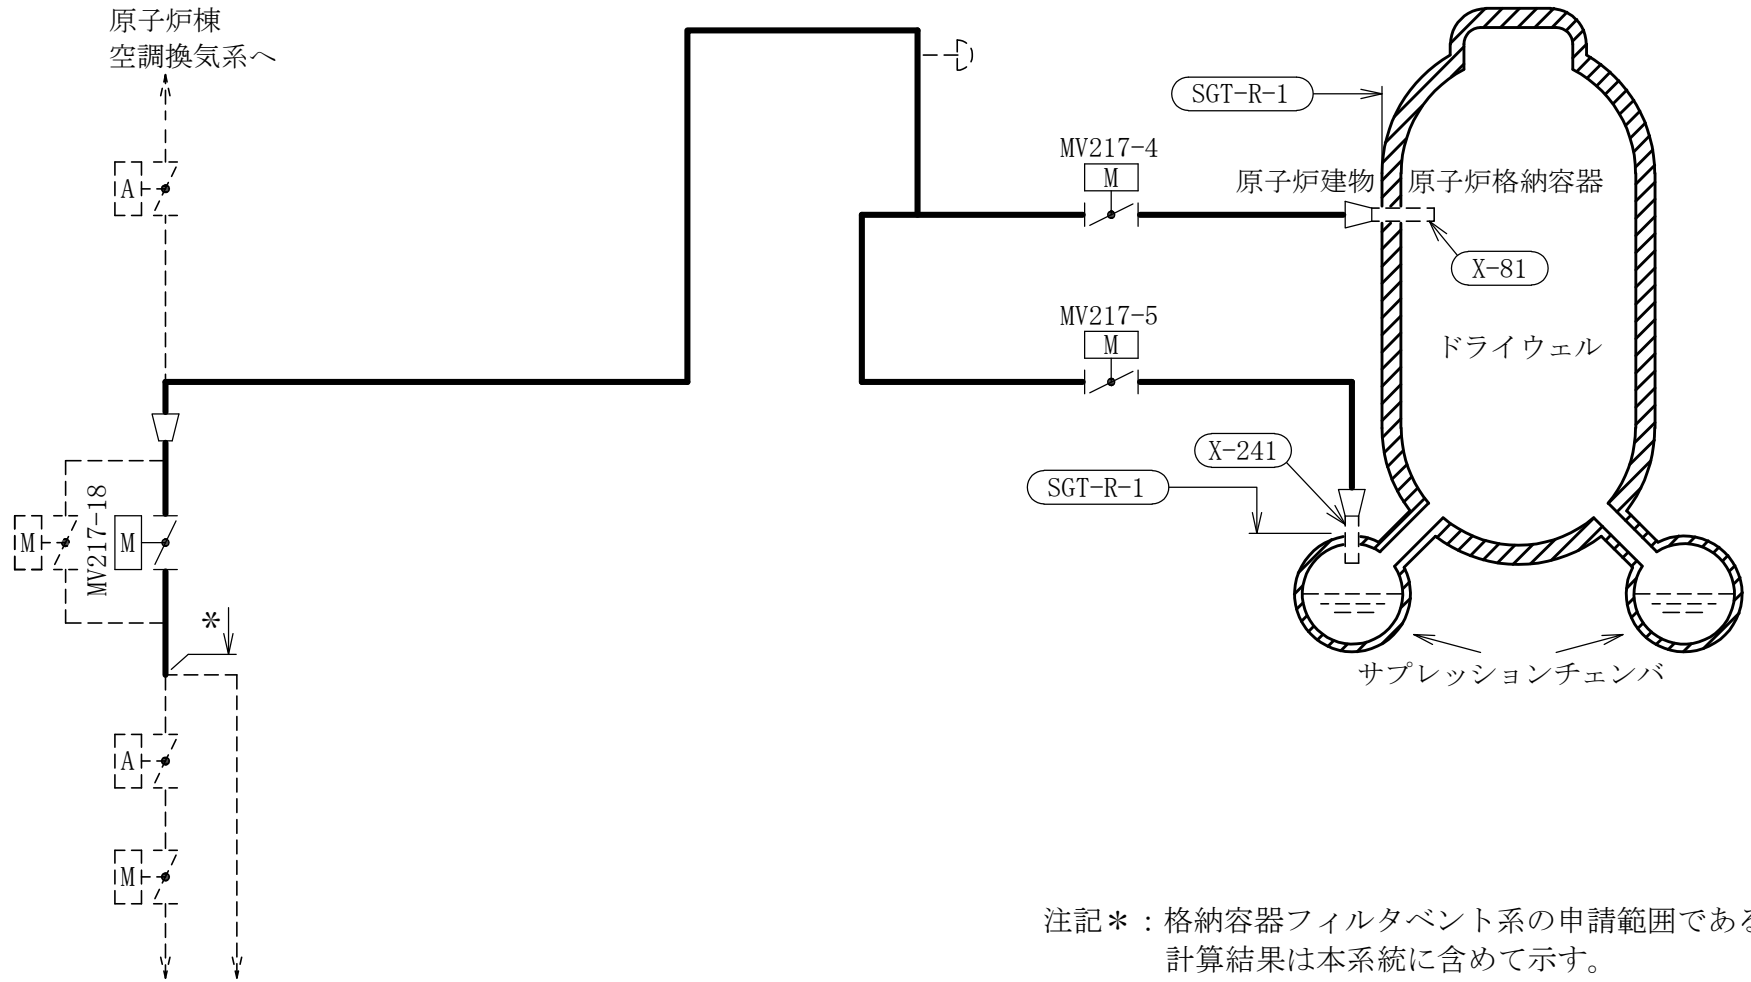 原子炉棟
空調換気系へ
SGT-R-1
A
MV217-4
M
原子炉建物
原子炉格納容器
X-81
MV217-5
M
ドライウェル
X-241
SGT-R-1
M
MV217-18
M
*
サプレッションチェンバ
A
M
注記*:格納容器フィルタベント系の申請範囲である
計算結果は本系統に含めて示す。